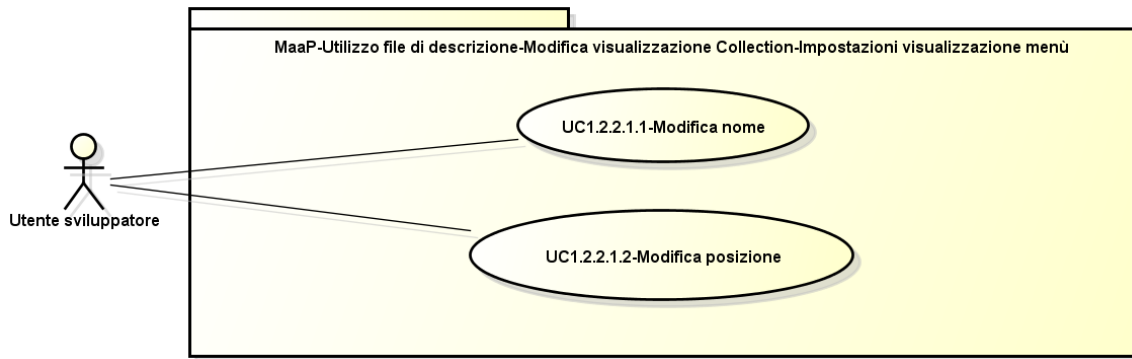 MaaP-Utilizzo file di descrizione-Modifica visualizzazione Collection-Impostazioni visualizzazione menù
UC1.2.2.1.1-Modifica nome
Utente sviluppatore
UC1.2.2.1.2-Modifica posizione